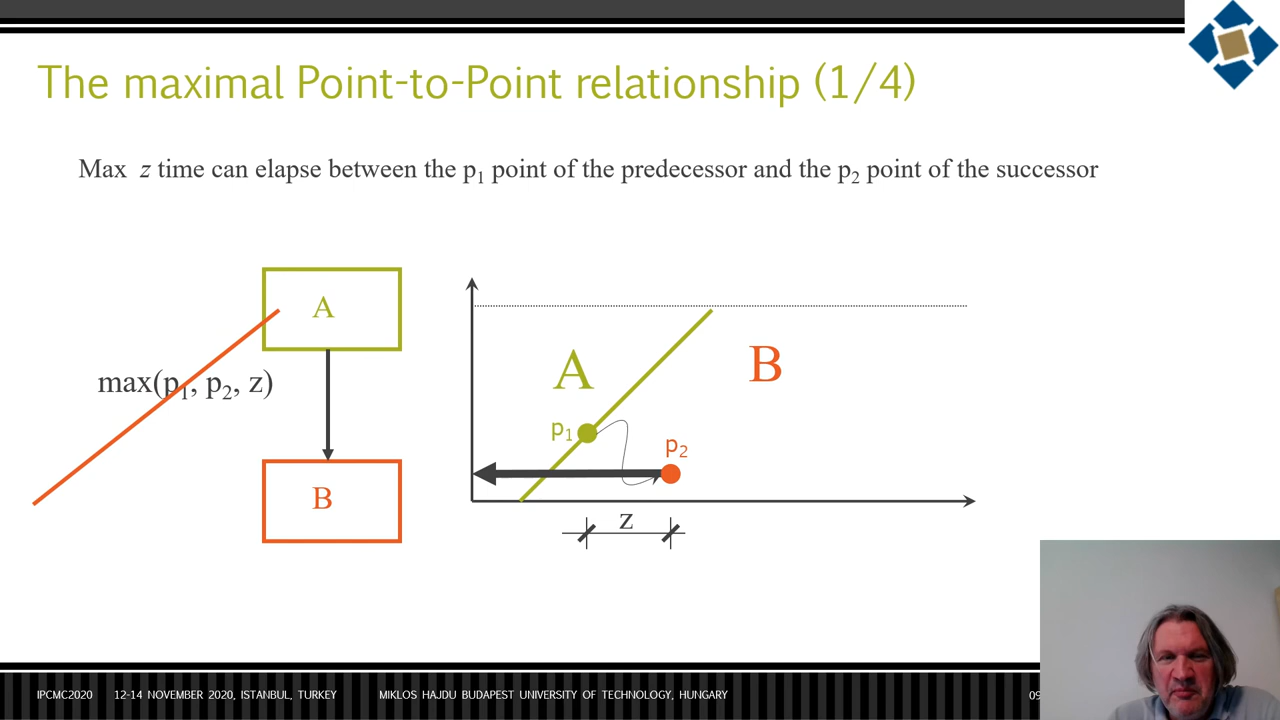 The maximal Point-to-Point relationship (1/4)
Max z time can elapse between the p₁ point of the predecessor and the p₂ point of the successor
A
max(p₁, p₂, z)
B
A
B
p₁
p₂
z
IPCMC2020 12-14 NOVEMBER 2020, ISTANBUL, TURKEY MIKLOS HAJDU BUDAPEST UNIVERSITY OF TECHNOLOGY, HUNGARY